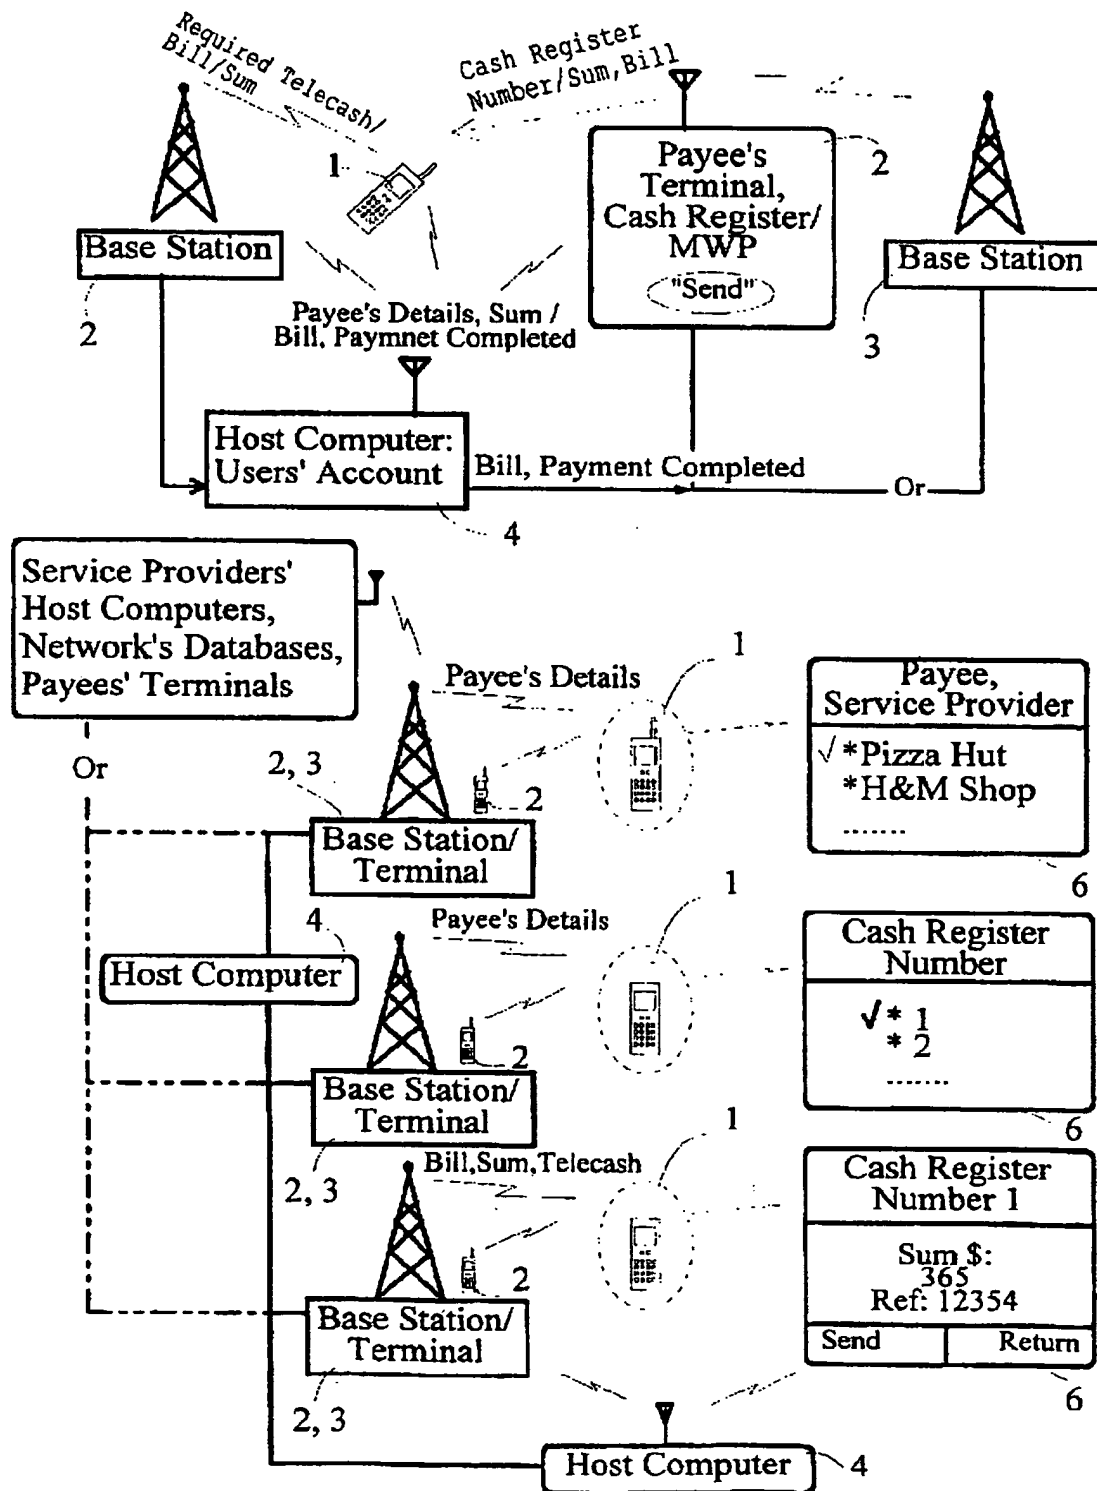 Required Telecash/
Bill/Sum
Cash Register
Number/Sum,Bill
1
Payee's
Terminal,
Cash Register/
MWP
"Send"
2
Base Station
2
Base Station
3
Payee's Details, Sum /
Bill, Paymnet Completed
Host Computer:
Users' Account
Bill, Payment Completed
Or
4
Service Providers'
Host Computers,
Network's Databases,
Payees' Terminals
Or
Payee's Details
1
Payee,
Service Provider
√ *Pizza Hut
*H&M Shop
.......
6
2, 3
2
Base Station/
Terminal
4
Host Computer
Payee's Details
1
Cash Register
Number
√* 1
* 2
.......
6
2
Base Station/
Terminal
2, 3
Bill,Sum,Telecash
1
Cash Register
Number 1
Sum $:
365
Ref: 12354
Send
Return
6
2
Base Station/
Terminal
2, 3
Host Computer
4